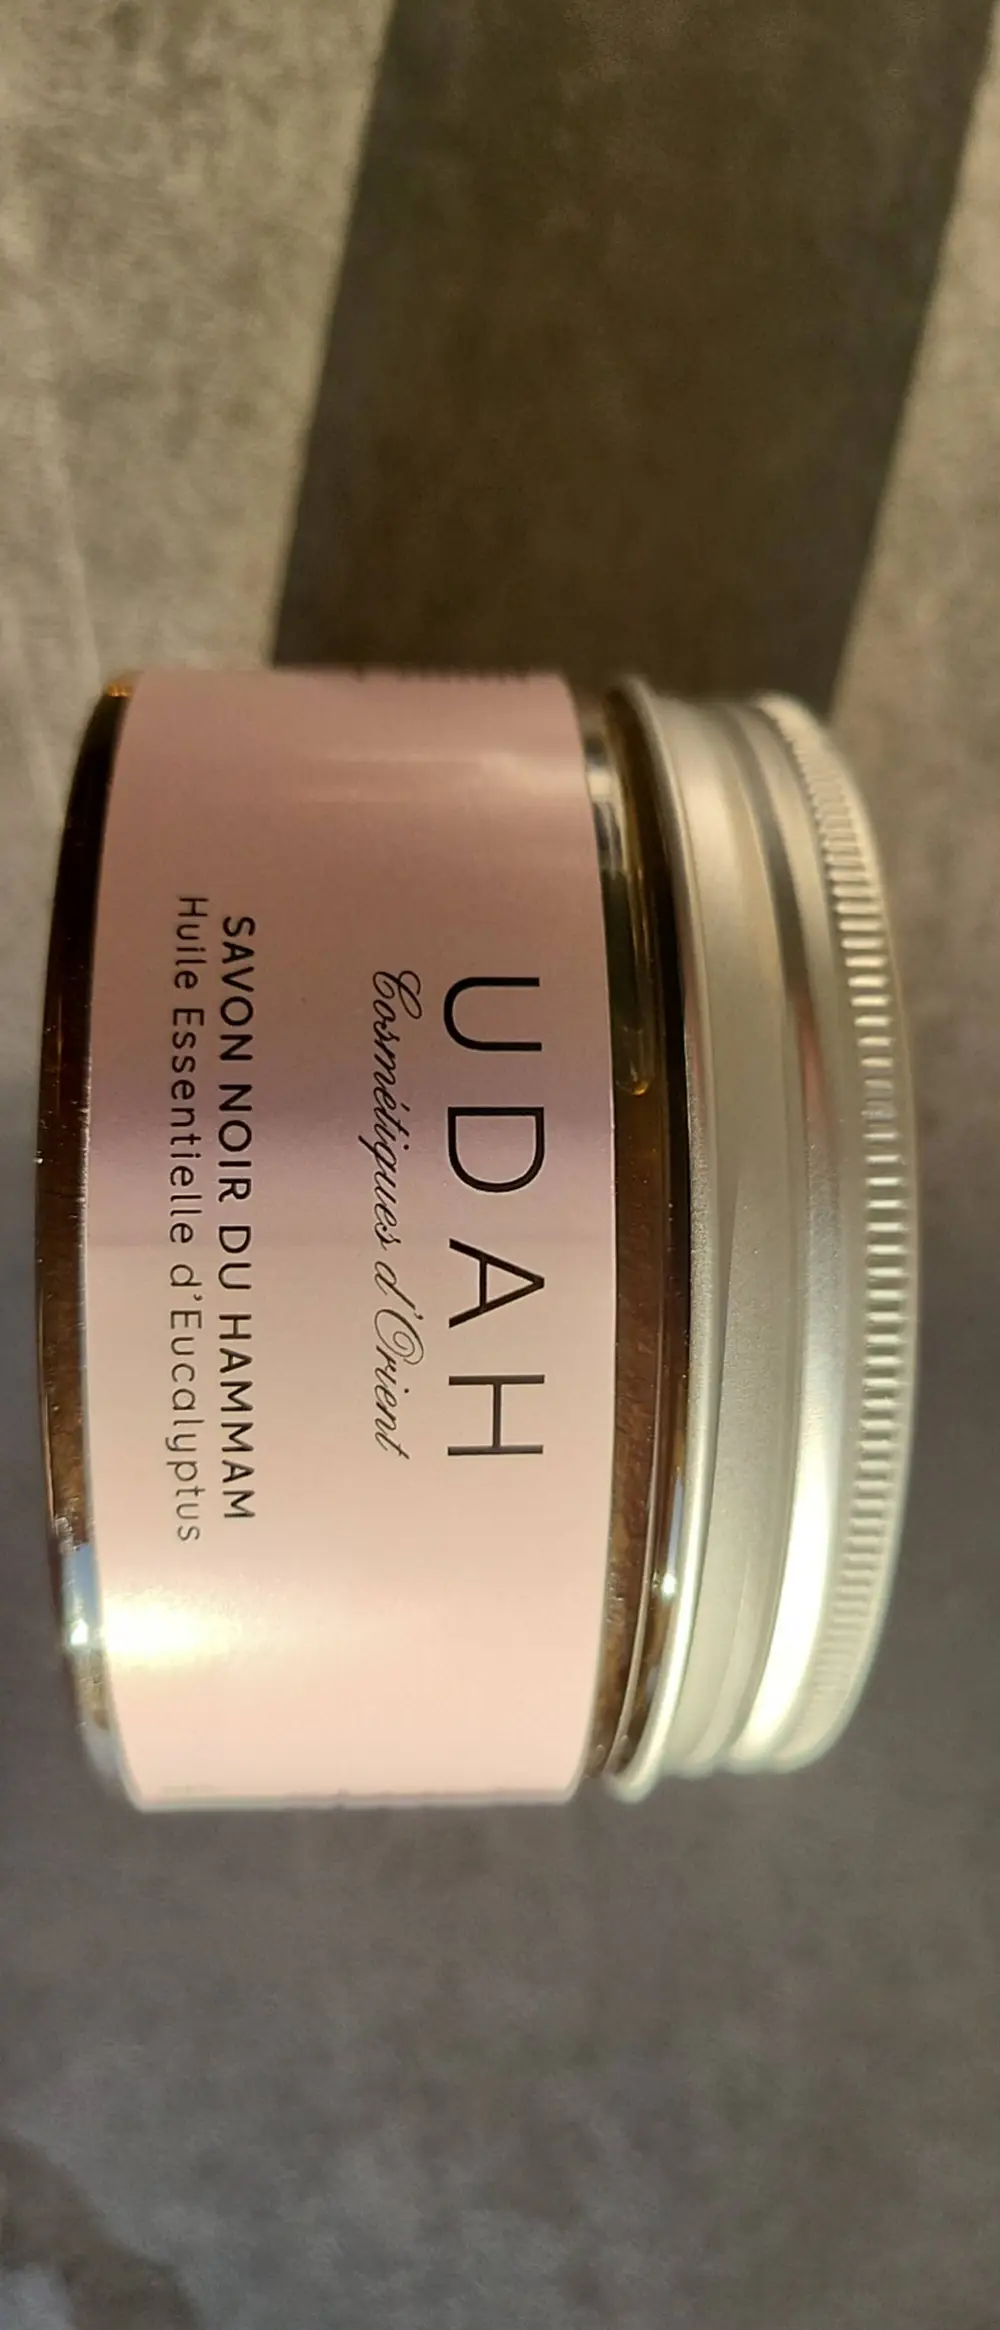 UDAH
Cosmétiques d'Orient
SAVON NOIR DU HAMMAM
Huile Essentielle d'Eucalyptus